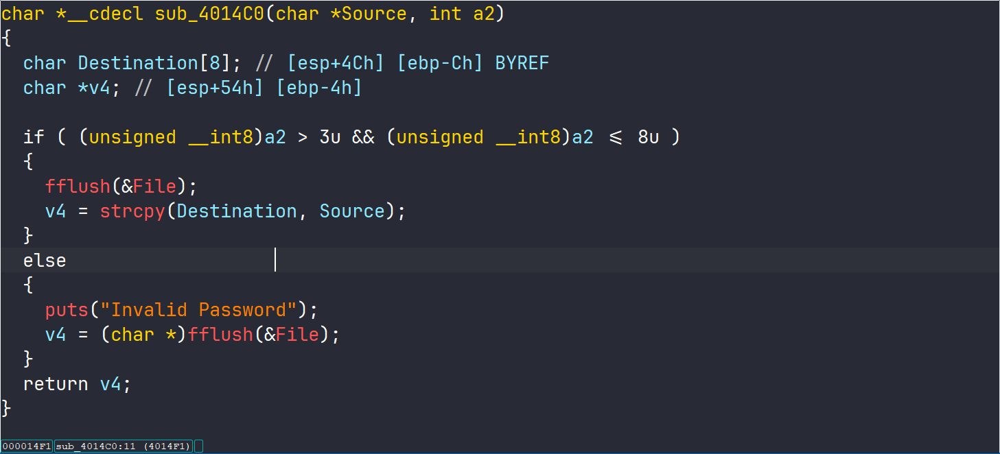 char *__cdecl sub_4014C0(char *Source, int a2)
{
  char Destination[8]; // [esp+4Ch] [ebp-Ch] BYREF
  char *v4; // [esp+54h] [ebp-4h]

  if ( (unsigned __int8)a2 > 3u && (unsigned __int8)a2 <= 8u )
  {
    fflush(&File);
    v4 = strcpy(Destination, Source);
  }
  else
  {
    puts("Invalid Password");
    v4 = (char *)fflush(&File);
  }
  return v4;
}
000014F1 sub_4014C0:11 (4014F1)